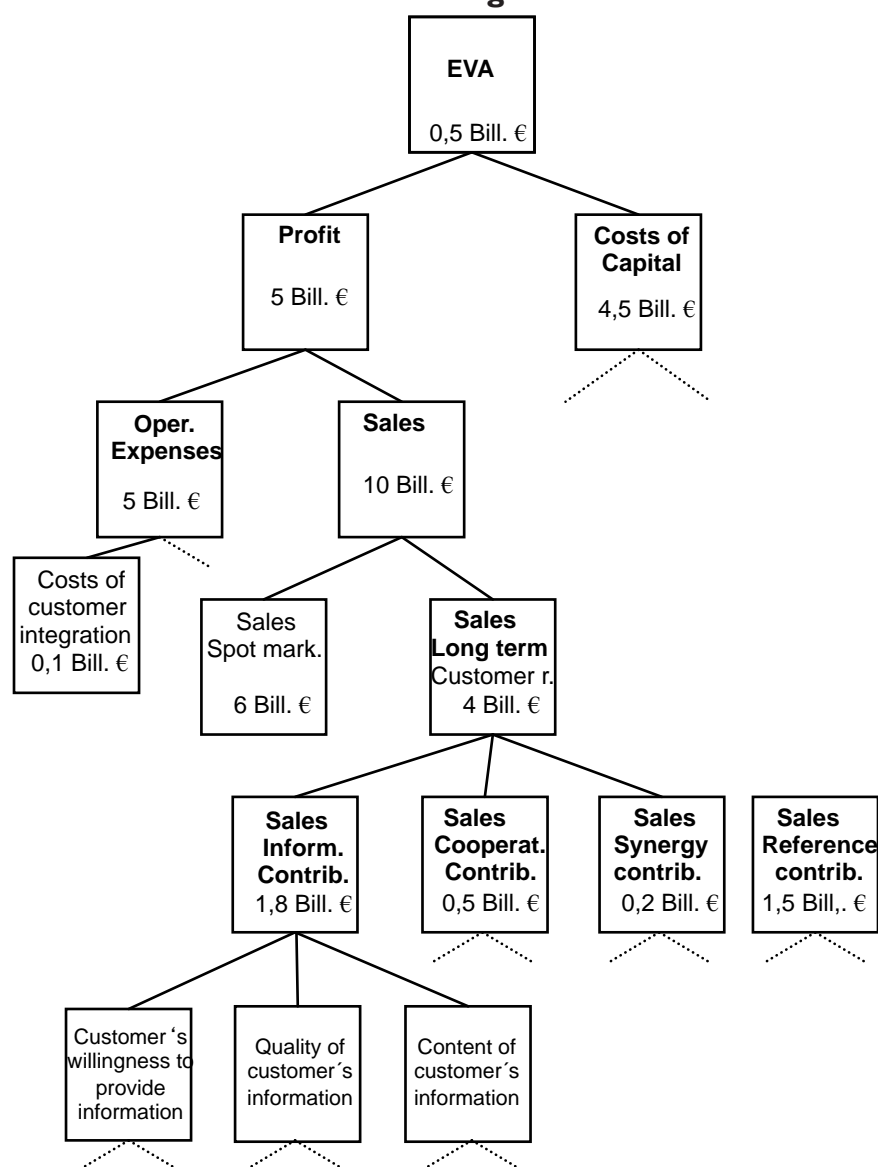 g
EVA
0,5 Bill. €
Profit
5 Bill. €
Costs of
Capital
4,5 Bill. €
Oper.
Expenses
5 Bill. €
Sales
10 Bill. €
Costs of
customer
integration
0,1 Bill. €
Sales
Spot mark.
6 Bill. €
Sales
Long term
Customer r.
4 Bill. €
Sales
Inform.
Contrib.
1,8 Bill. €
Sales
Cooperat.
Contrib.
0,5 Bill. €
Sales
Synergy
contrib.
0,2 Bill. €
Sales
Reference
contrib.
1,5 Bill,. €
Customer ‘s
willingness to
provide
information
Quality of
customer´s
information
Content of
customer´s
information